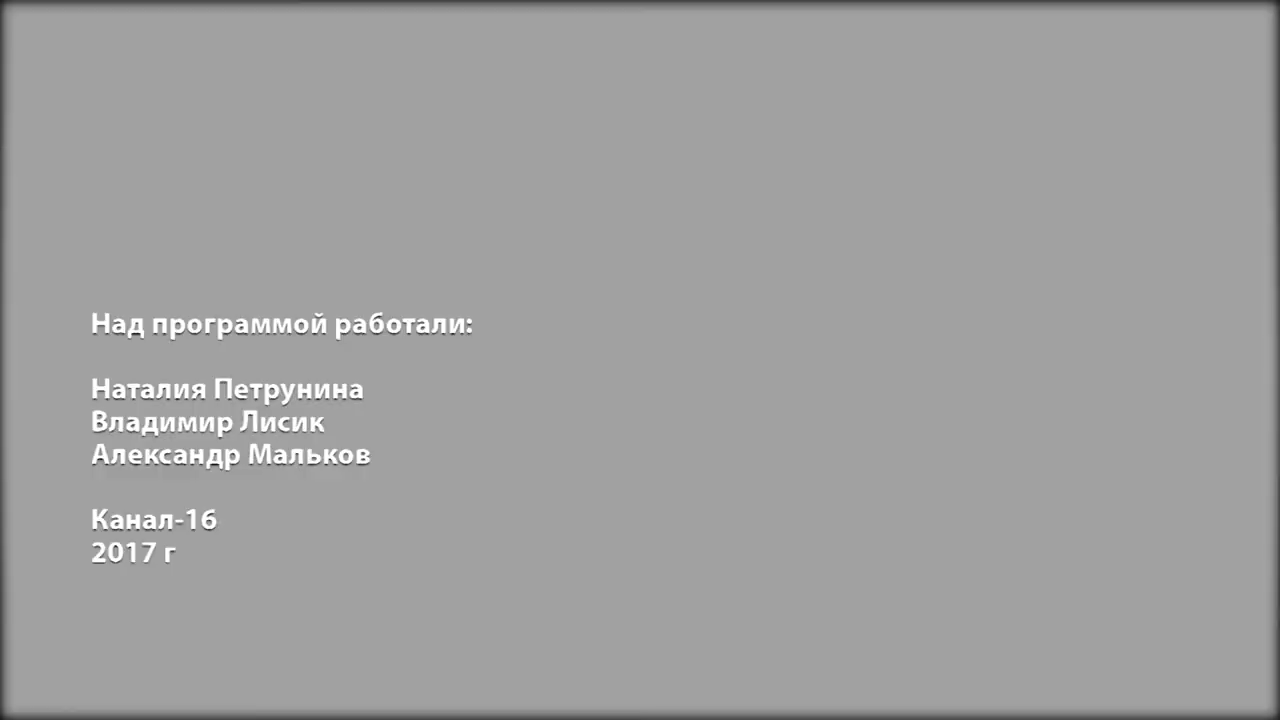 Над программой работали:
Наталия Петрунина
Владимир Лисик
Александр Мальков
Канал-16
2017 г